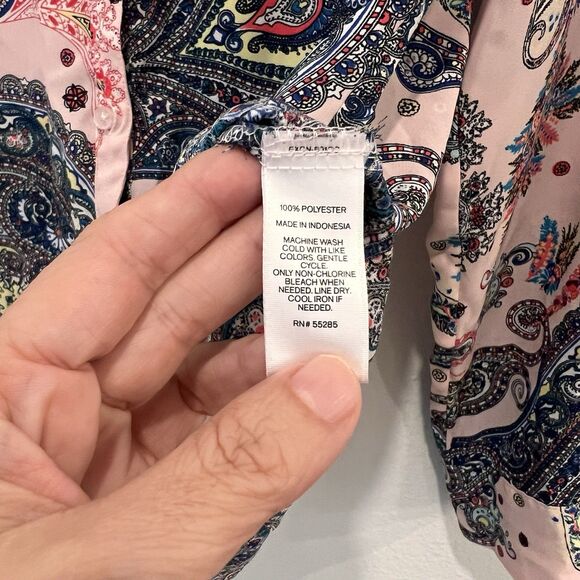 100% POLYESTER
MADE IN INDONESIA
MACHINE WASH
COLD WITH LIKE
COLORS. GENTLE
CYCLE.
ONLY NON-CHLORINE
BLEACH WHEN
NEEDED. LINE DRY.
COOL IRON IF
NEEDED.
RN# 55285